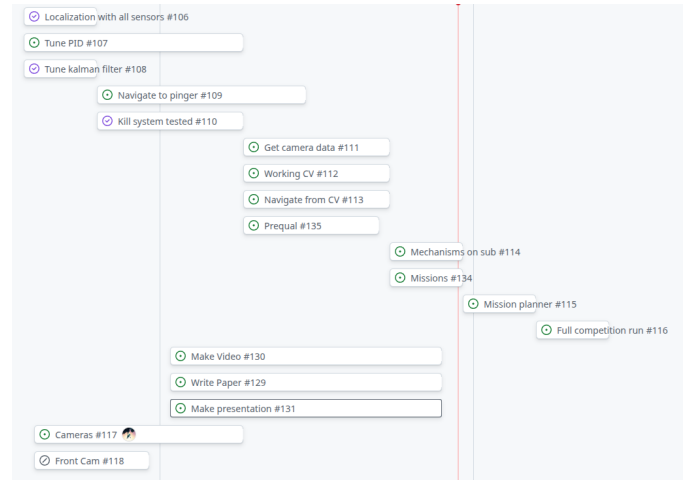 Localization with all sensors #106
Tune PID #107
Tune kalman filter #108
Navigate to pinger #109
Kill system tested #110
Get camera data #111
Working CV #112
Navigate from CV #113
Prequal #135
Mechanisms on sub #114
Missions #134
Mission planner #115
Full competition run #116
Make Video #130
Write Paper #129
Make presentation #131
Cameras #117
Front Cam #118